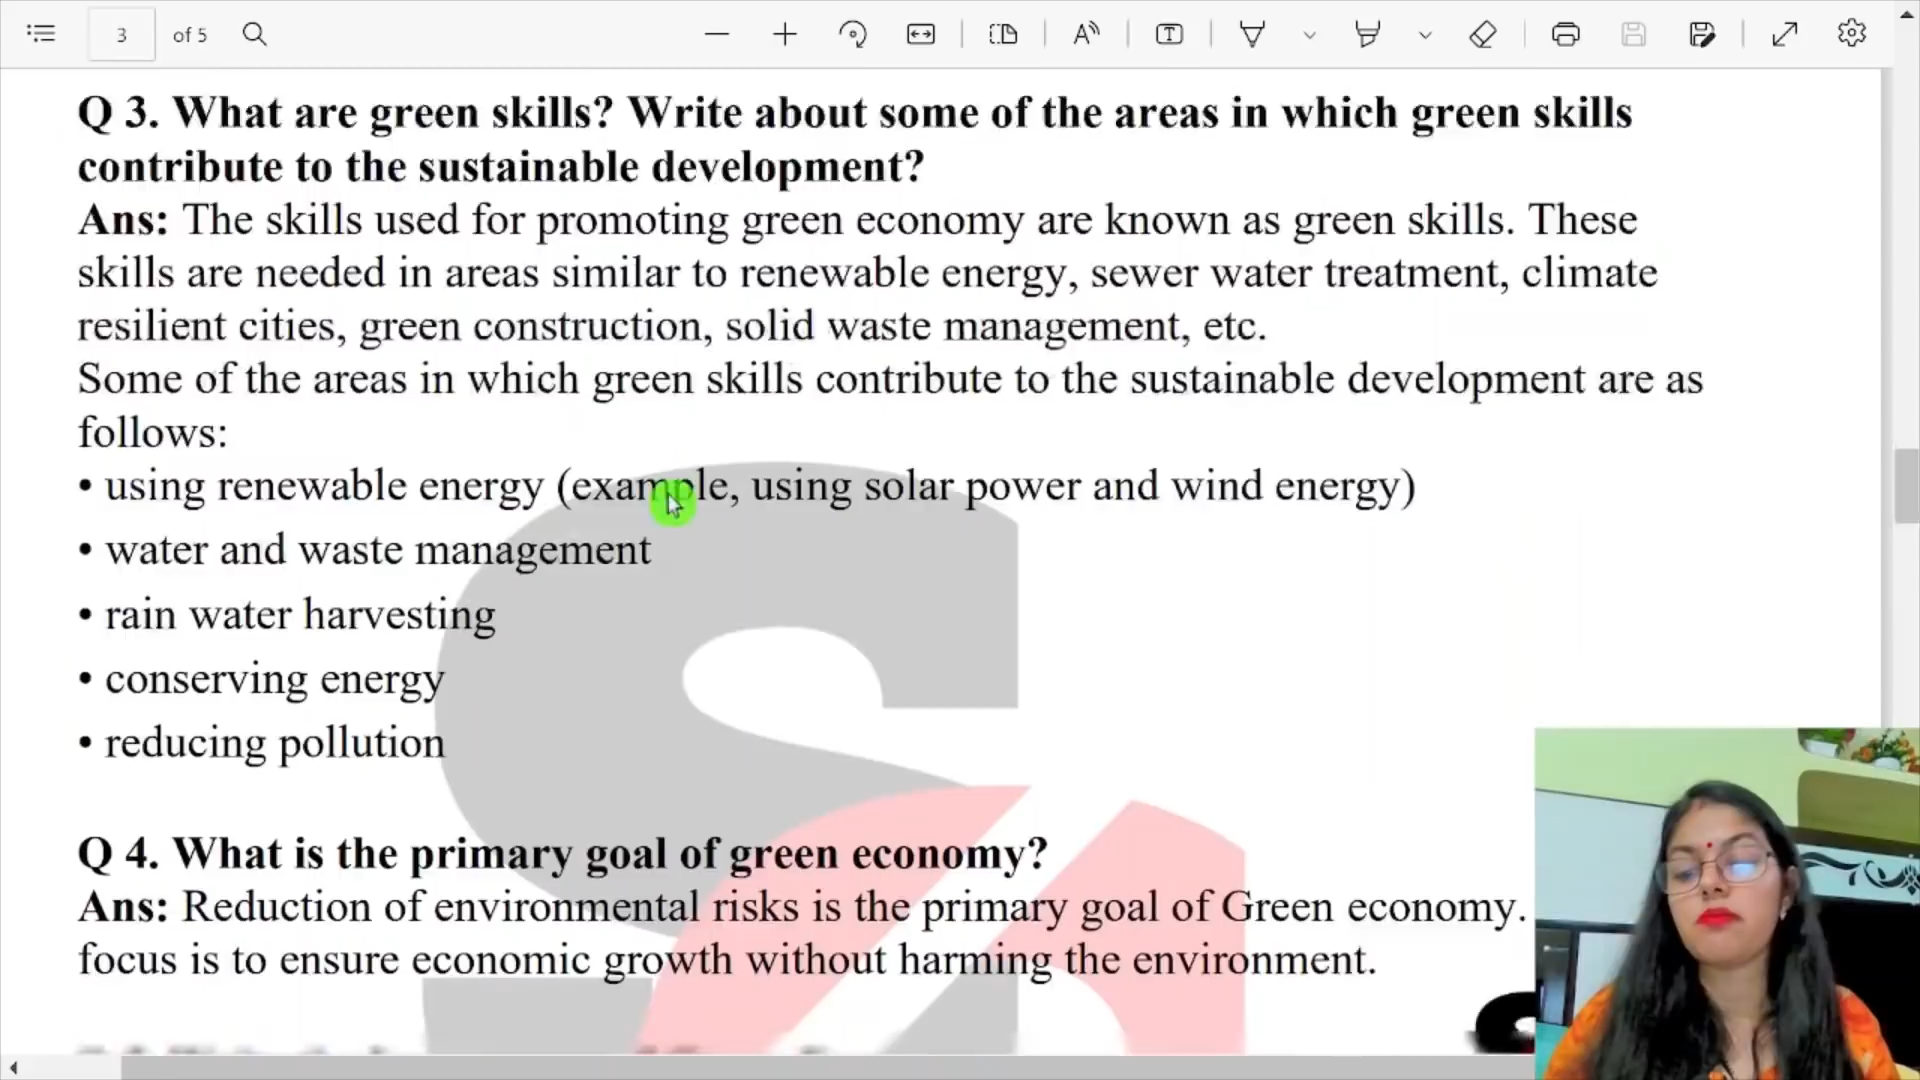 3 of 5
Q 3. What are green skills? Write about some of the areas in which green skills
contribute to the sustainable development?
Ans: The skills used for promoting green economy are known as green skills. These
skills are needed in areas similar to renewable energy, sewer water treatment, climate
resilient cities, green construction, solid waste management, etc.
Some of the areas in which green skills contribute to the sustainable development are as
follows:
• using renewable energy (example, using solar power and wind energy)
• water and waste management
• rain water harvesting
• conserving energy
• reducing pollution
Q 4. What is the primary goal of green economy?
Ans: Reduction of environmental risks is the primary goal of Green economy.
focus is to ensure economic growth without harming the environment.